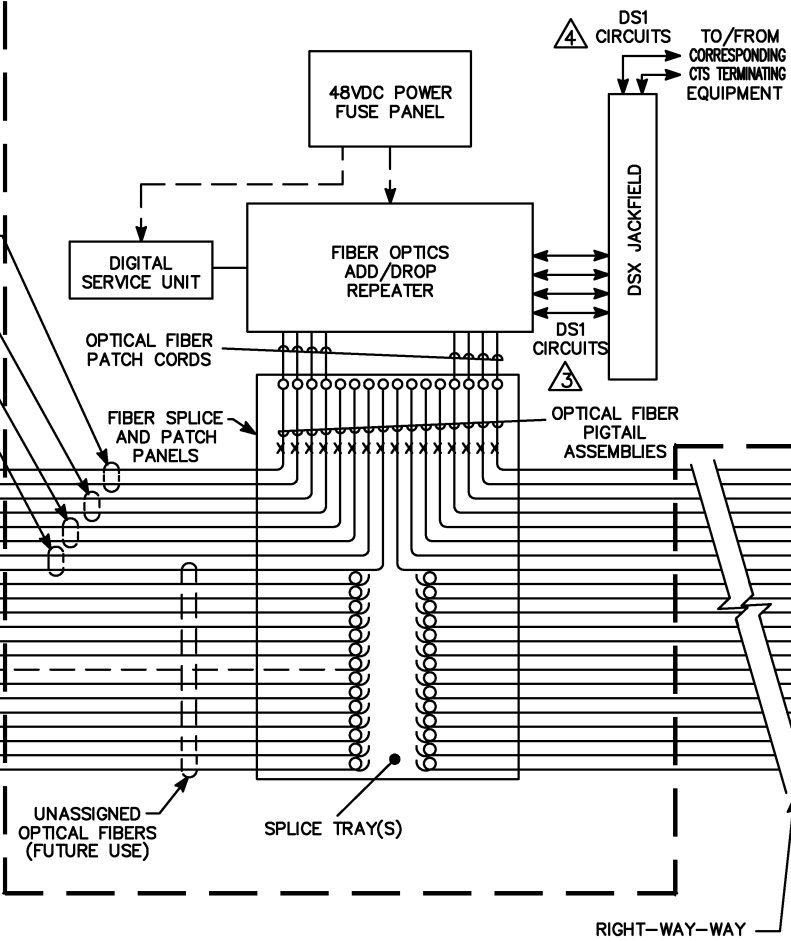 DS1
CIRCUITS
4
TO/FROM
CORRESPONDING
CTS TERMINATING
EQUIPMENT
48VDC POWER
FUSE PANEL
DSX JACKFIELD
FIBER OPTICS
ADD/DROP
REPEATER
DIGITAL
SERVICE UNIT
DS1
CIRCUITS
3
OPTICAL FIBER
PATCH CORDS
FIBER SPLICE
AND PATCH
PANELS
OPTICAL FIBER
PIGTAIL
ASSEMBLIES
X X X X X X X X X X X X X X X X
UNASSIGNED
OPTICAL FIBERS
(FUTURE USE)
SPLICE TRAY(S)
RIGHT-WAY-WAY